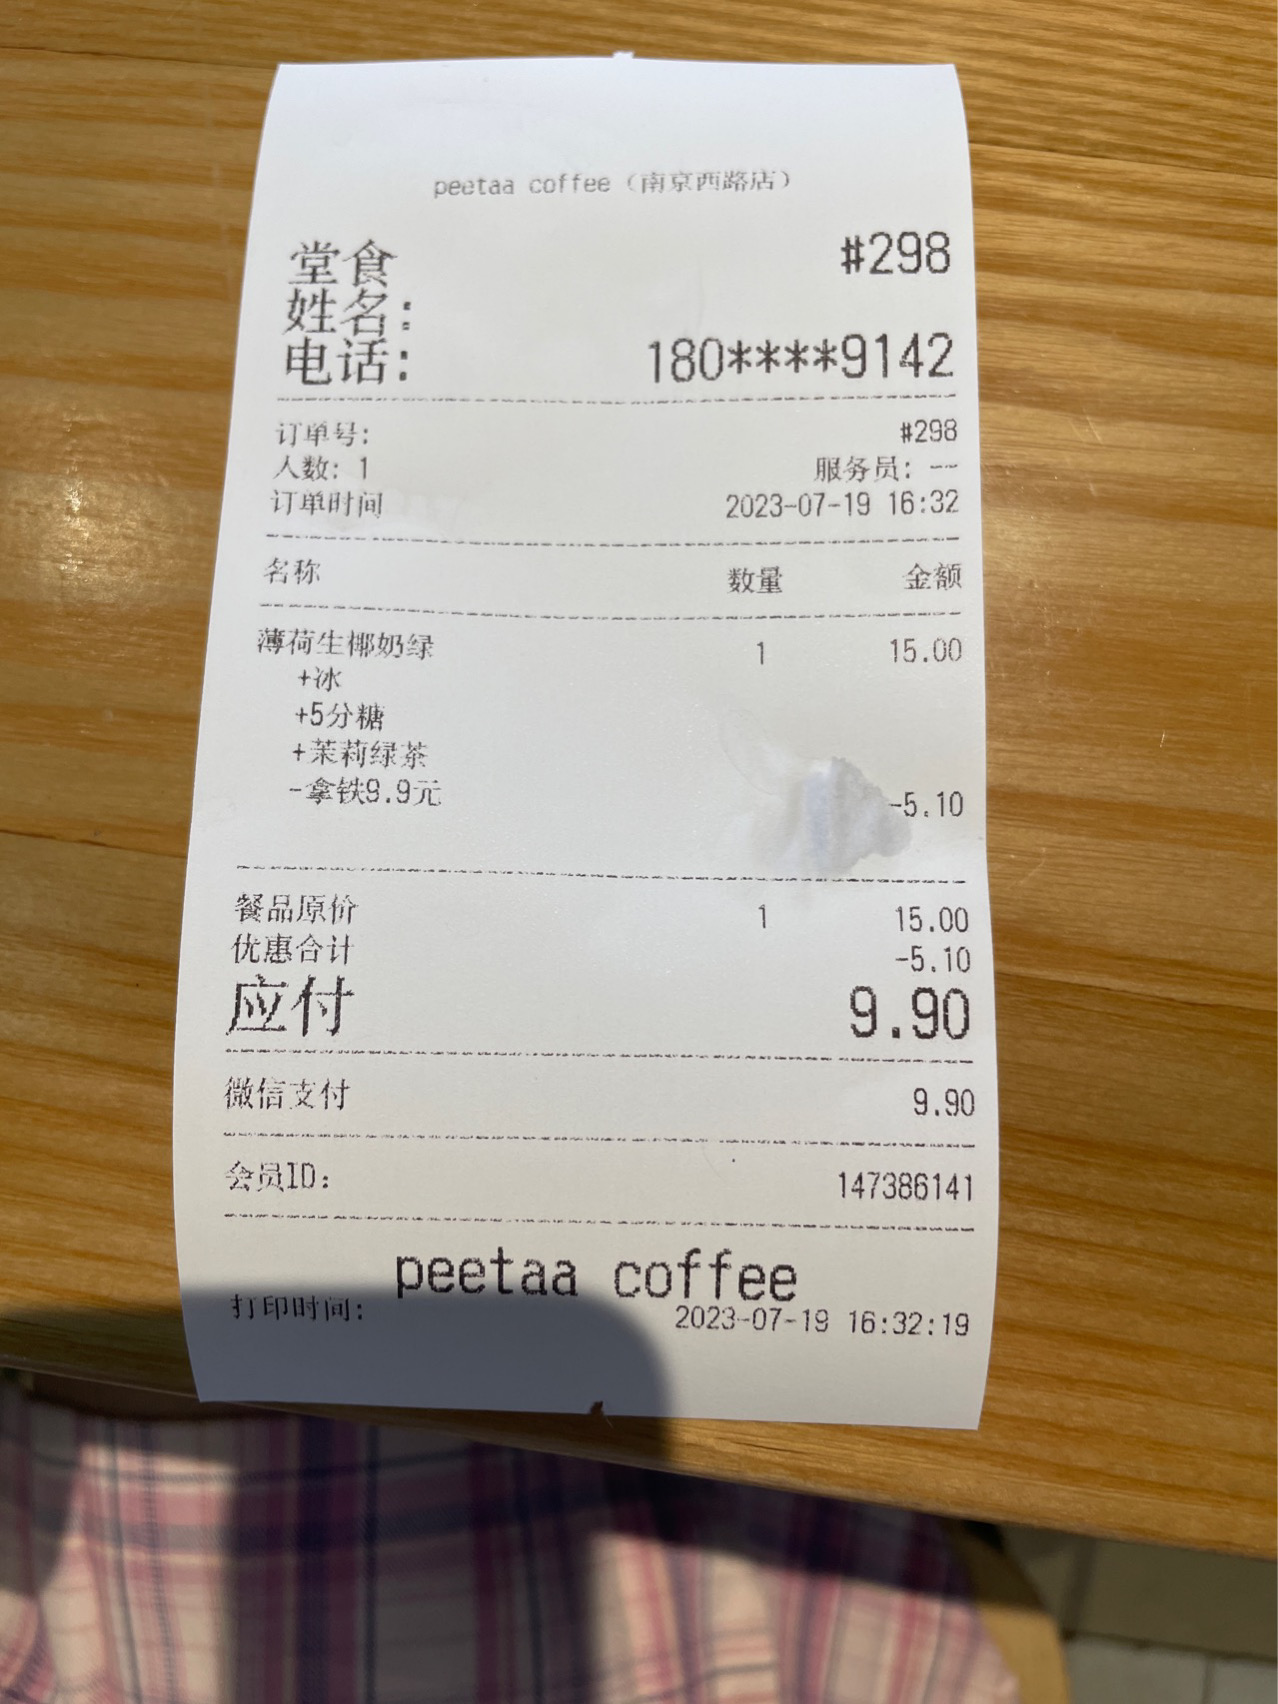 peetaa coffee（南京西路店）
堂食 #298
姓名:
电话: 180****9142
订单号: #298
人数: 1 服务员: --
订单时间 2023-07-19 16:32
名称 数量 金额
薄荷生椰奶绿 1 15.00
+冰
+5分糖
+茉莉绿茶
-拿铁9.9元 -5.10
餐品原价 1 15.00
优惠合计 -5.10
应付 9.90
微信支付 9.90
会员ID: 147386141
peetaa coffee
打印时间: 2023-07-19 16:32:19